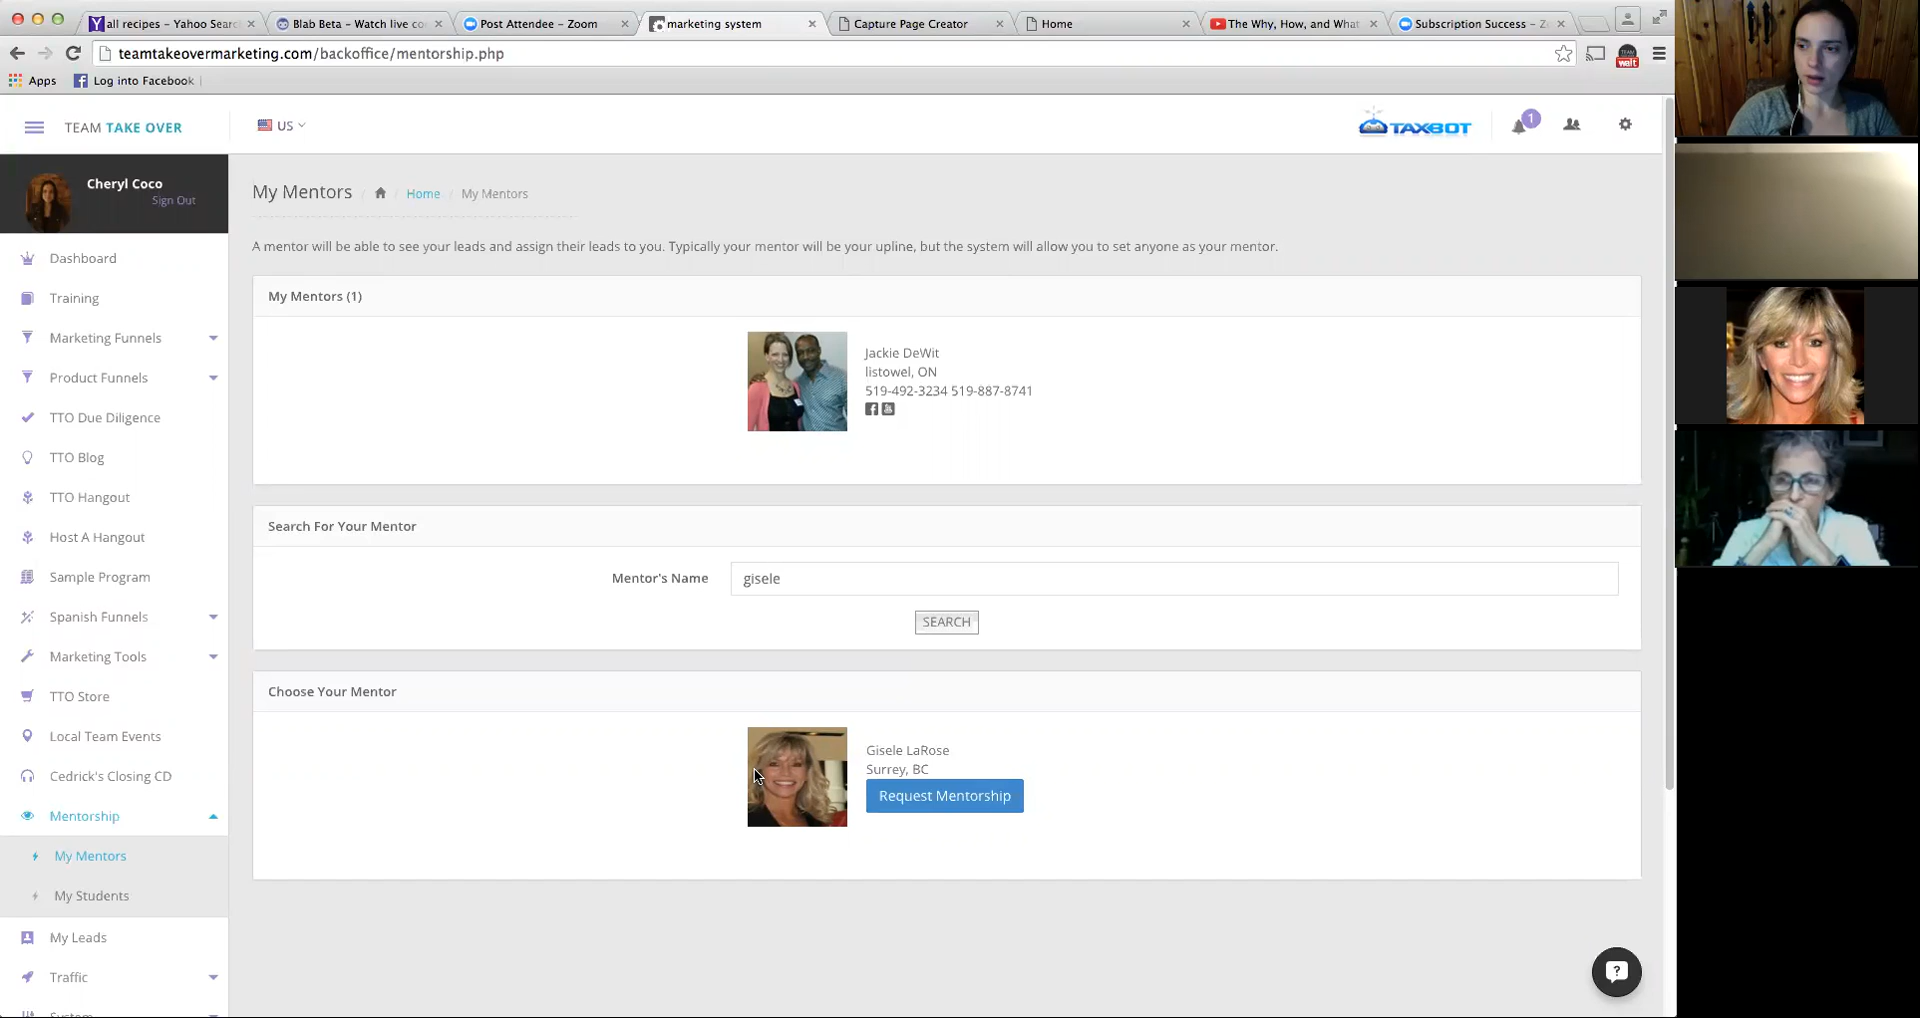 all recipes – Yahoo Searc
Blab Beta – Watch live co
Post Attendee – Zoom
marketing system
Capture Page Creator
Home
The Why, How, and What
Subscription Success – Z
teamtakeovermarketing.com/backoffice/mentorship.php
walt
Apps
Log into Facebook
TEAM TAKE OVER
US
TAXBOT
1
Cheryl Coco
Sign Out
My Mentors / Home / My Mentors
A mentor will be able to see your leads and assign their leads to you. Typically your mentor will be your upline, but the system will allow you to set anyone as your mentor.
Dashboard
Training
Marketing Funnels
Product Funnels
TTO Due Diligence
TTO Blog
TTO Hangout
Host A Hangout
Sample Program
Spanish Funnels
Marketing Tools
TTO Store
Local Team Events
Cedrick's Closing CD
Mentorship
My Mentors
My Students
My Leads
Traffic
System
My Mentors (1)
Jackie DeWit
listowel, ON
519-492-3234 519-887-8741
Search For Your Mentor
Mentor's Name gisele
SEARCH
Choose Your Mentor
Gisele LaRose
Surrey, BC
Request Mentorship